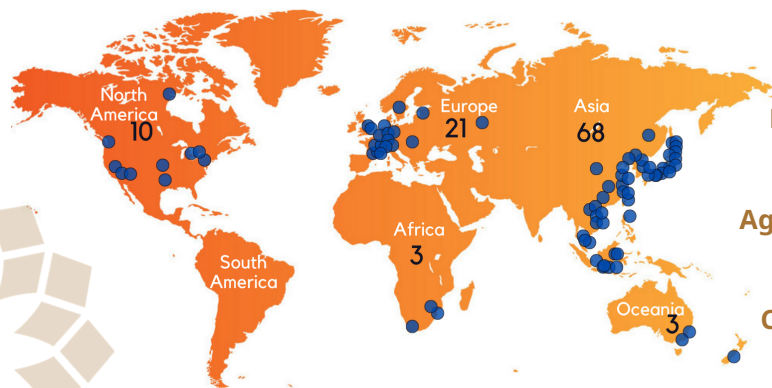 North
America
10
Europe
21
Asia
68
Africa
3
South
America
Oceania
3
Ag